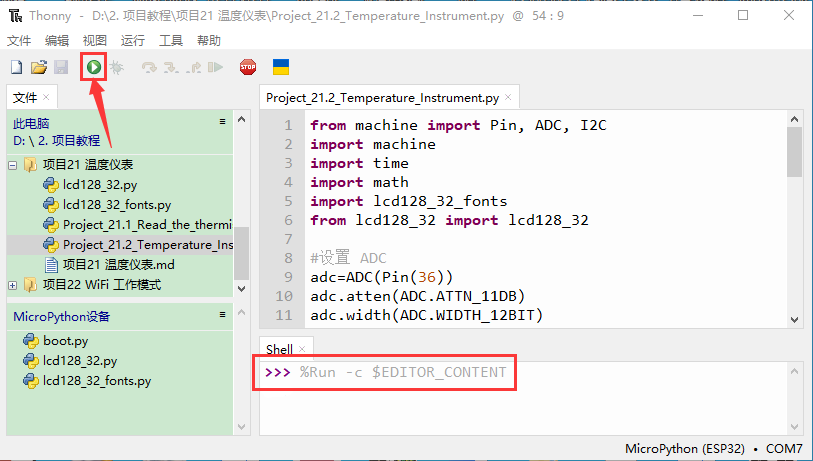 Thonny - D:\2. 项目教程\项目21 温度仪表\Project_21.2_Temperature_Instrument.py @ 54 : 9
文件 编辑 视图 运行 工具 帮助
STOP
文件 ×
此电脑
D: \ 2. 项目教程
项目21 温度仪表
lcd128_32.py
lcd128_32_fonts.py
Project_21.1_Read_the_thermi
Project_21.2_Temperature_Ins
项目21 温度仪表.md
项目22 WiFi 工作模式
MicroPython设备
boot.py
lcd128_32.py
lcd128_32_fonts.py
Project_21.2_Temperature_Instrument.py ×
1 from machine import Pin, ADC, I2C
2 import machine
3 import time
4 import math
5 import lcd128_32_fonts
6 from lcd128_32 import lcd128_32
7
8 #设置 ADC
9 adc=ADC(Pin(36))
10 adc.atten(ADC.ATTN_11DB)
11 adc.width(ADC.WIDTH_12BIT)
Shell ×
>>> %Run -c $EDITOR_CONTENT
MicroPython (ESP32) • COM7